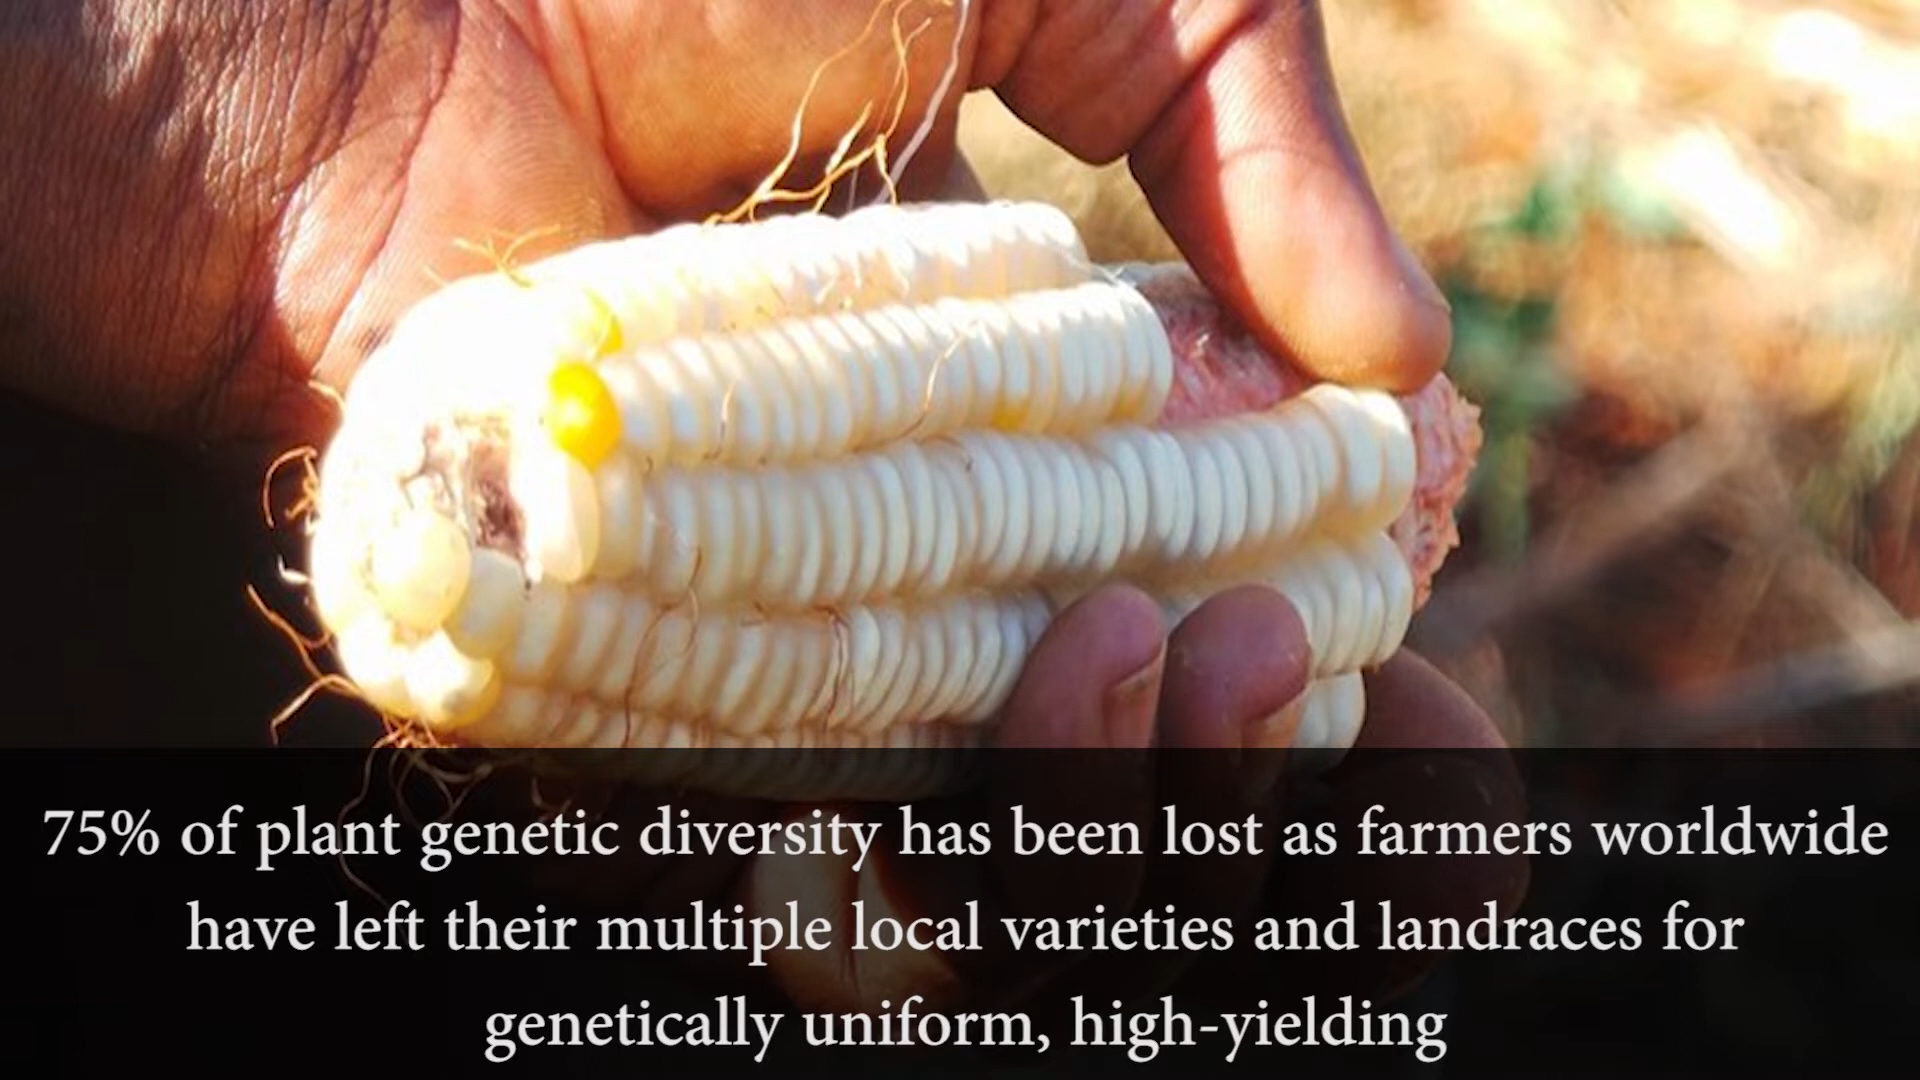 75% of plant genetic diversity has been lost as farmers worldwide
have left their multiple local varieties and landraces for
genetically uniform, high-yielding